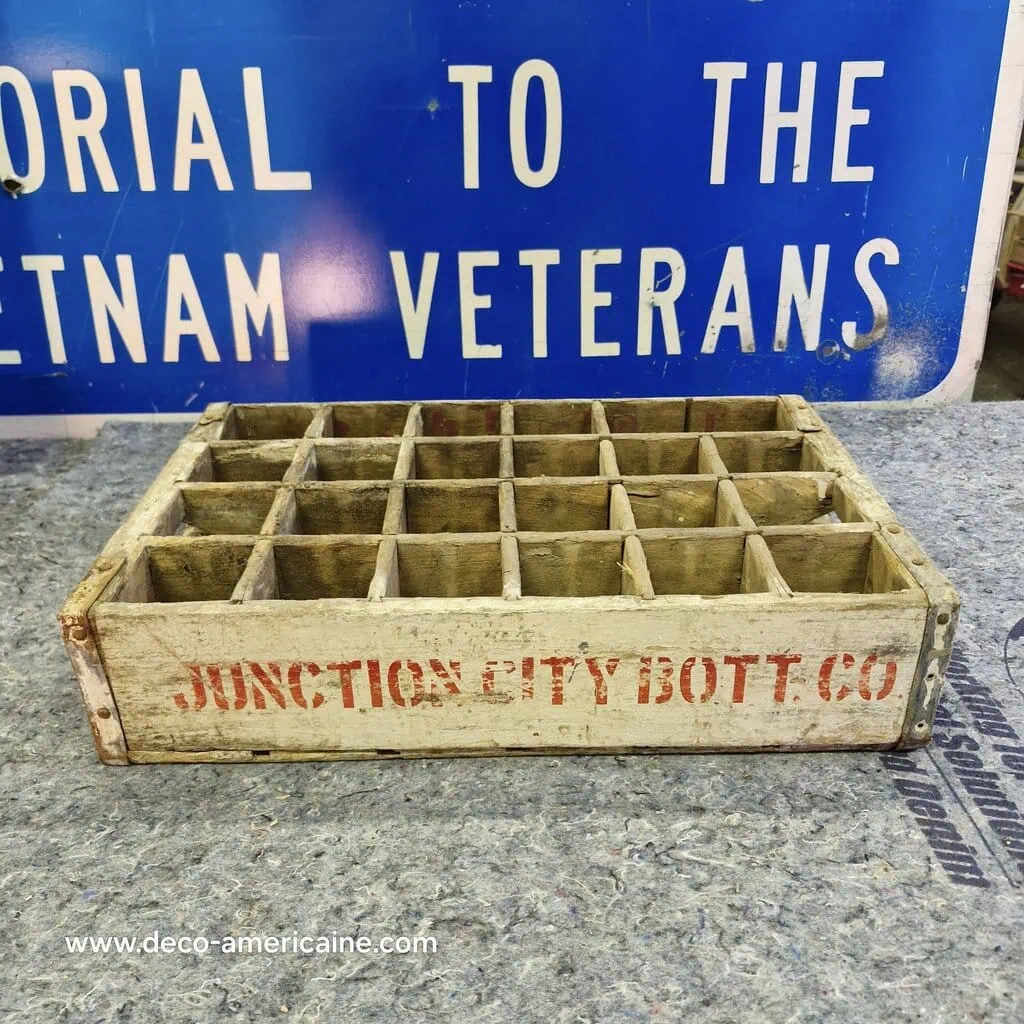 ORIAL TO THE
ETNAM VETERANS
JUNCTION CITY BOTT. CO.
www.deco-americaine.com